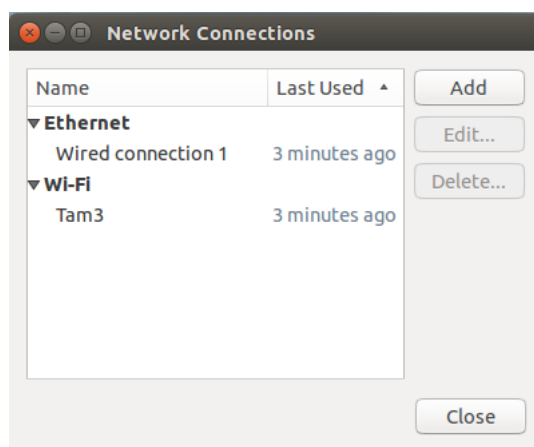 Network Connections
Name Last Used
Add
Ethernet
Edit...
Wired connection 1 3 minutes ago
Wi-Fi
Delete...
Tam3 3 minutes ago
Close